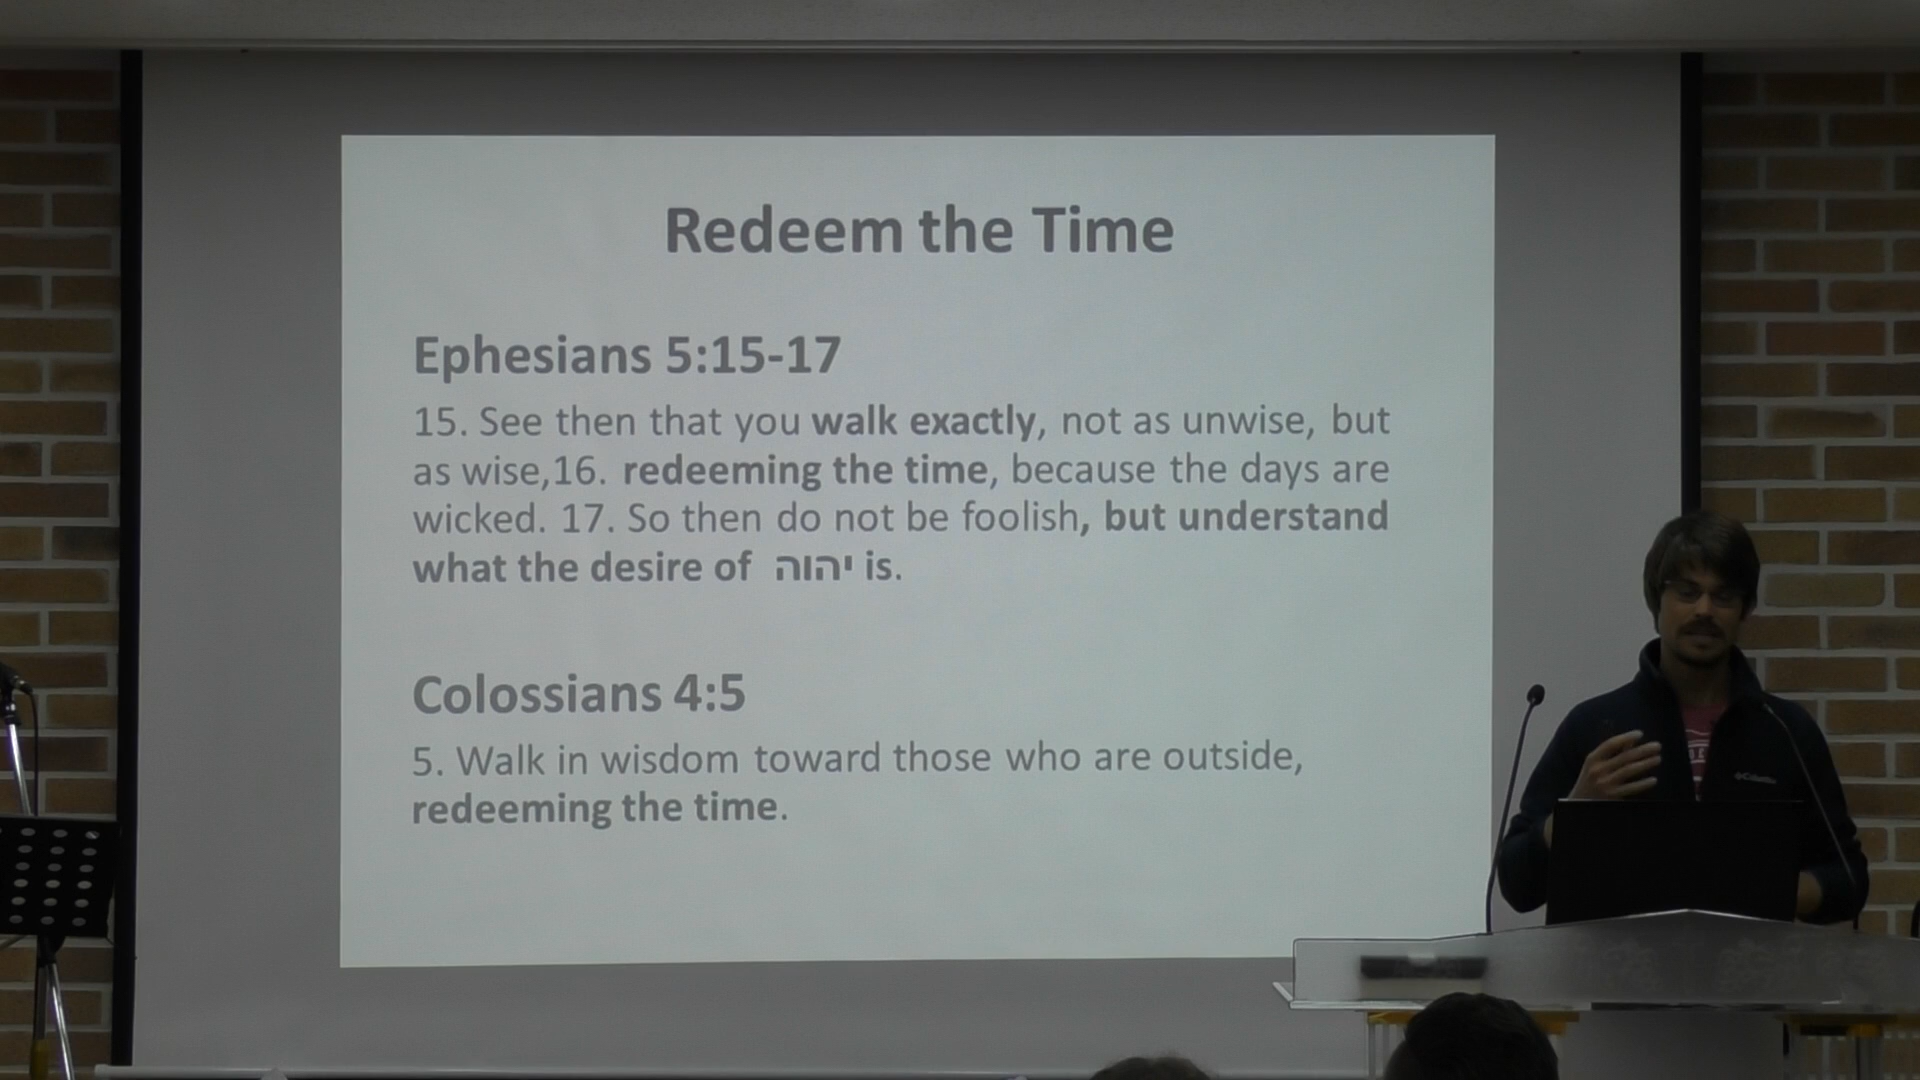 Redeem the Time
Ephesians 5:15-17
15. See then that you walk exactly, not as unwise, but
as wise,16. redeeming the time, because the days are
wicked. 17. So then do not be foolish, but understand
what the desire of יהוה is.
Colossians 4:5
5. Walk in wisdom toward those who are outside,
redeeming the time.
Columbia